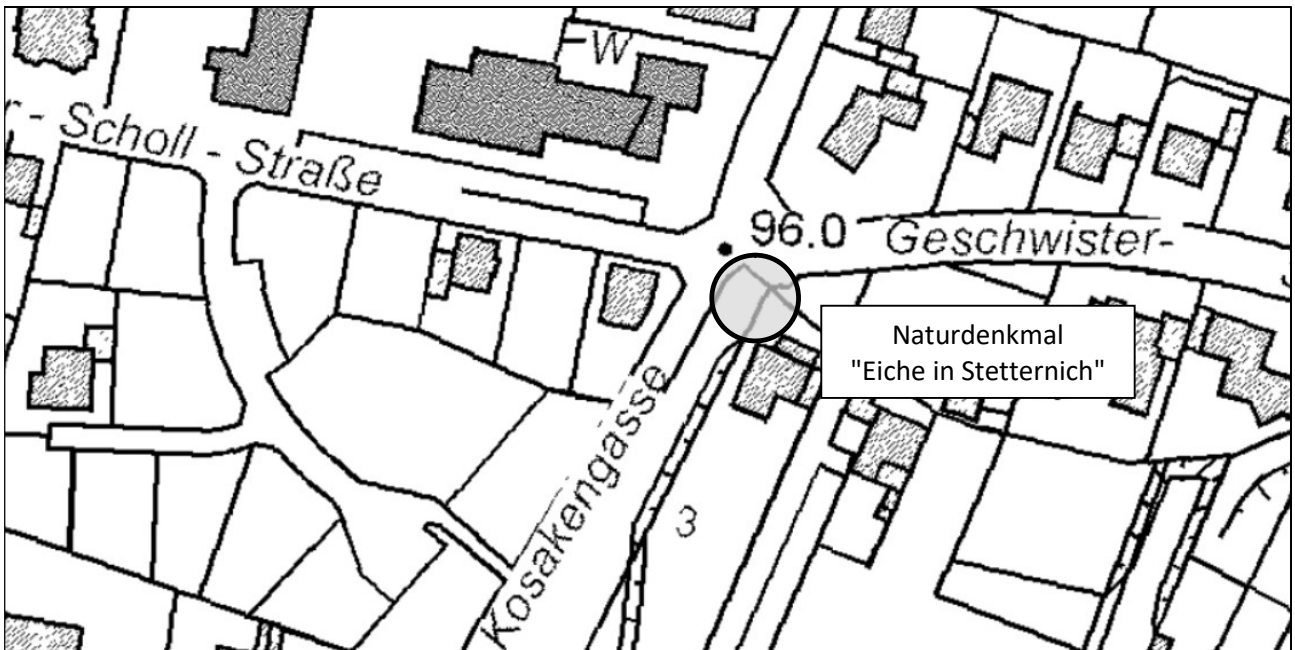 W
r - Scholl - Straße
96.0 Geschwister-
Naturdenkmal
"Eiche in Stetternich"
Kosakengasse
3